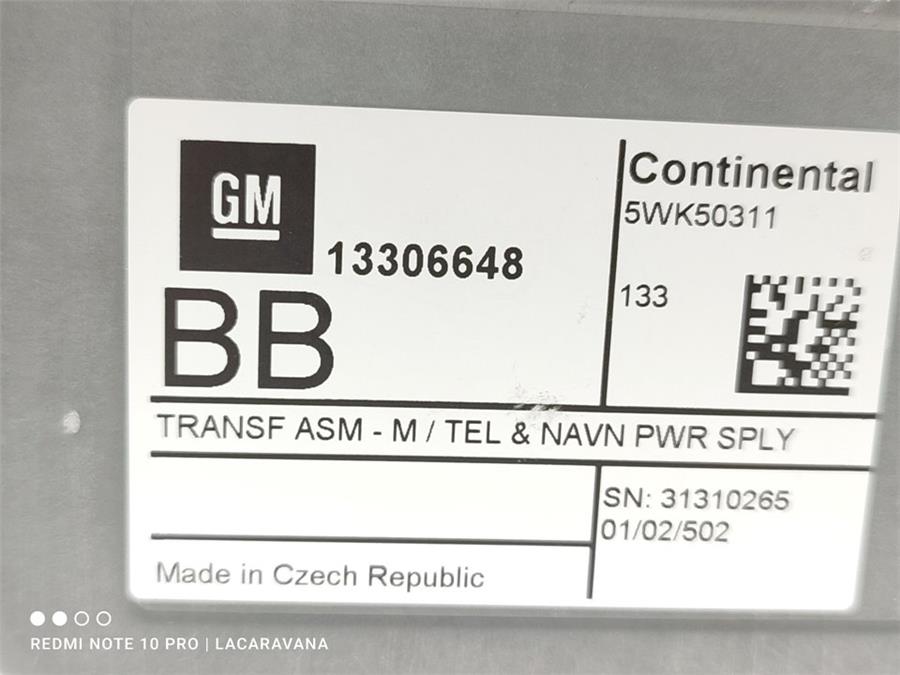 GM
13306648
BB
Continental
5WK50311
133
TRANSF ASM - M / TEL & NAVN PWR SPLY
SN: 31310265
01/02/502
Made in Czech Republic
REDMI NOTE 10 PRO | LACARAVANA